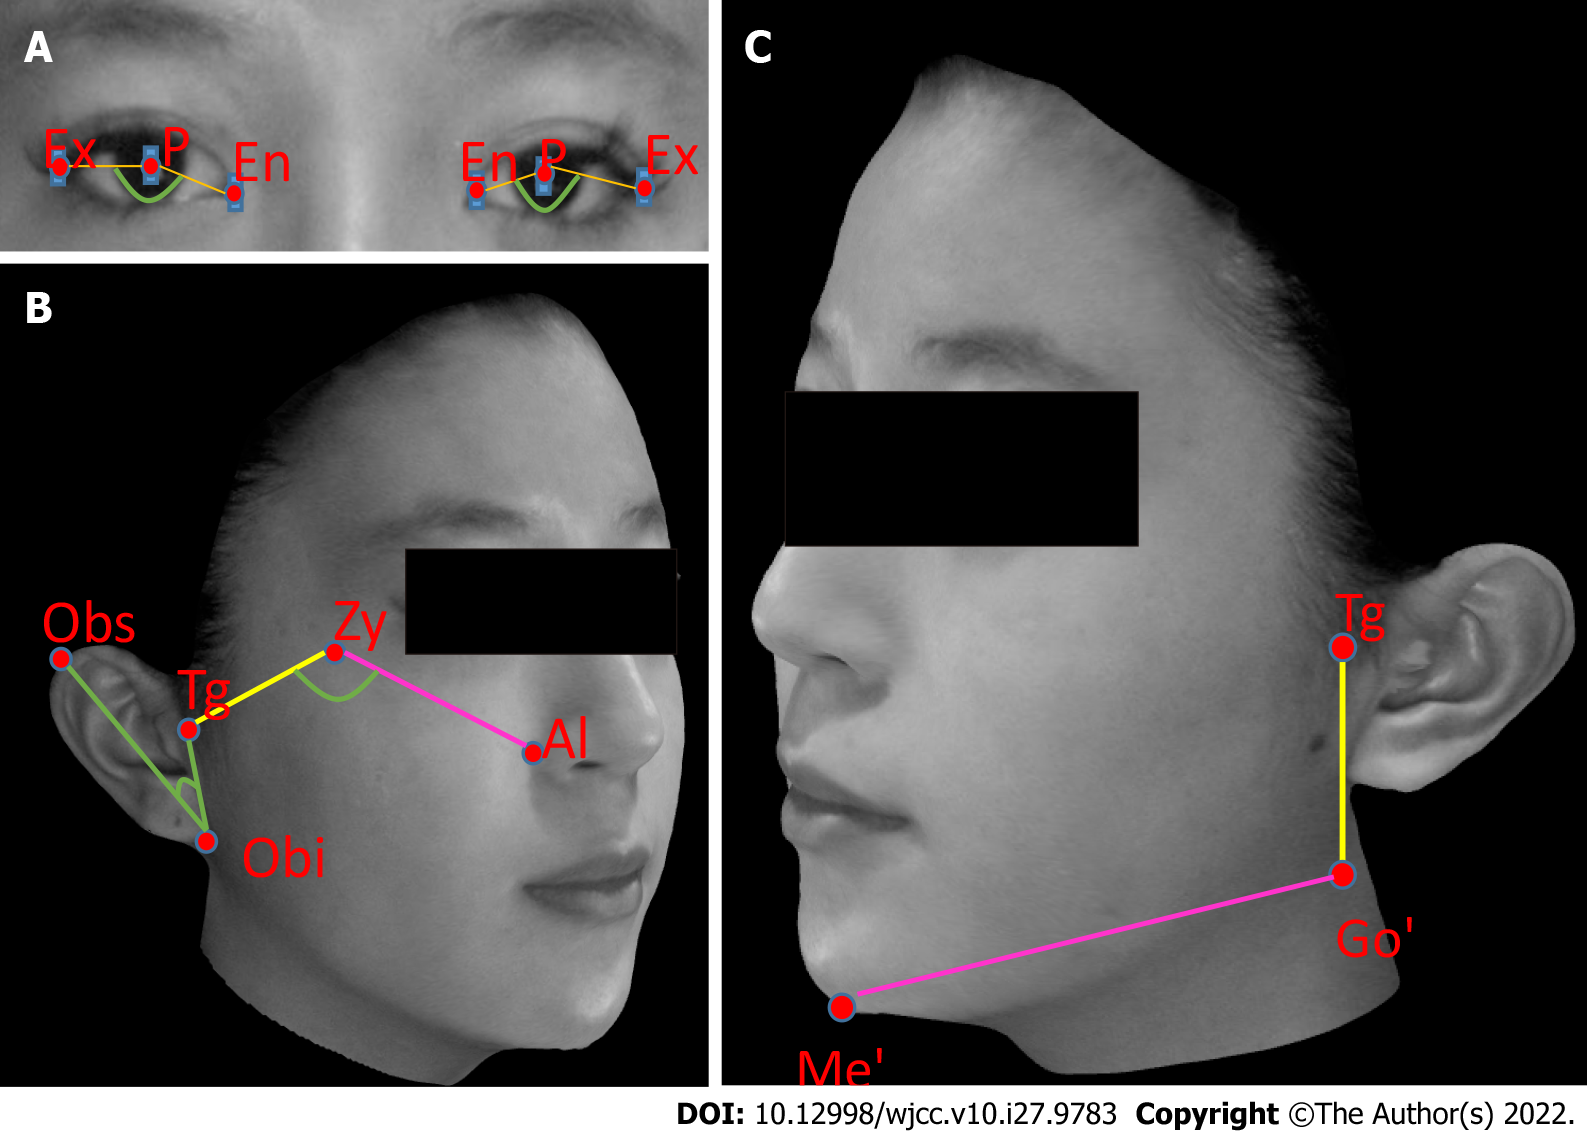 A
Ex P En En P Ex
B
Obs
Zy
Tg
Al
Obi
C
Tg
Go'
Me'
DOI: 10.12998/wjcc.v10.i27.9783 Copyright ©The Author(s) 2022.